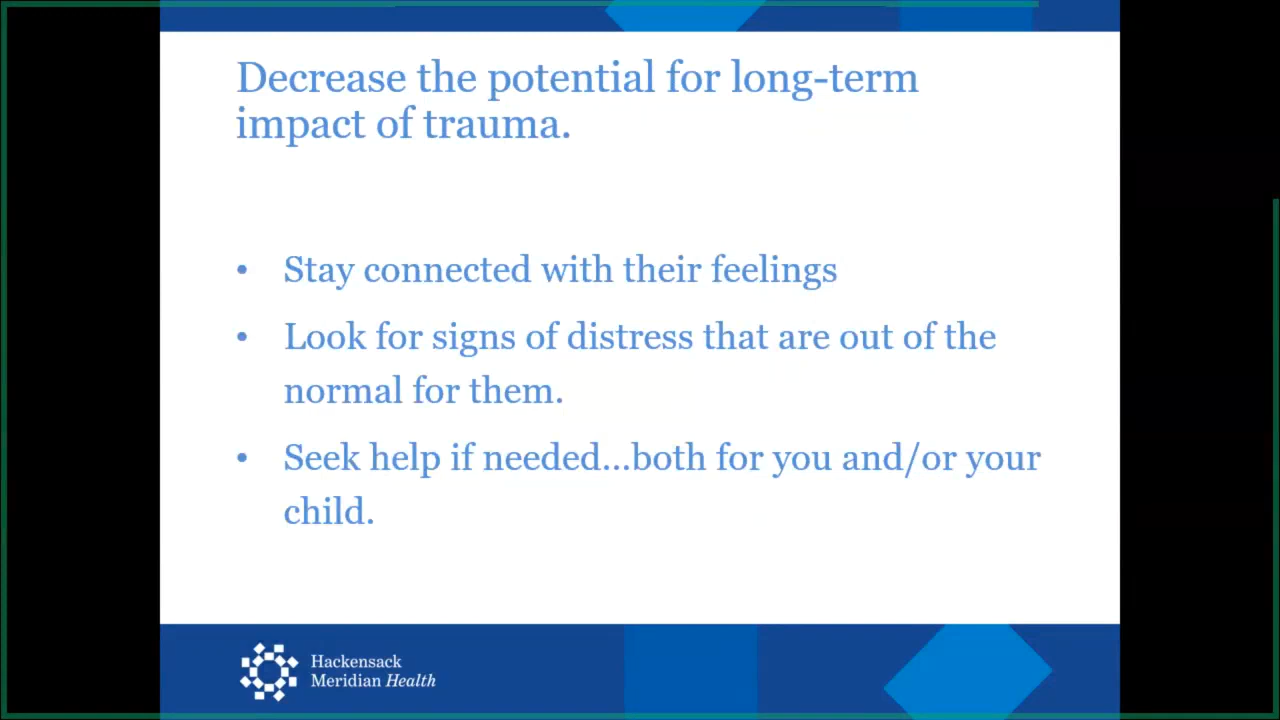 Decrease the potential for long-term
impact of trauma.
• Stay connected with their feelings
• Look for signs of distress that are out of the
normal for them.
• Seek help if needed...both for you and/or your
child.
Hackensack
Meridian Health